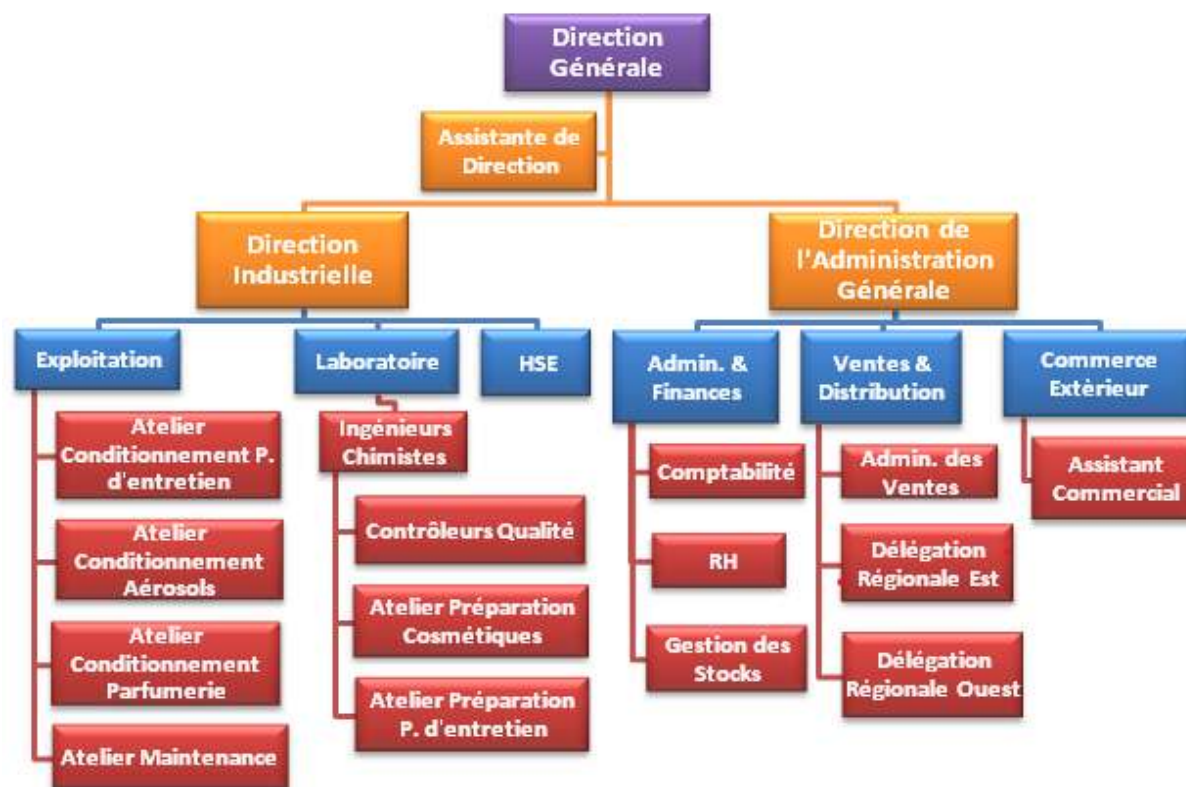 Direction
Générale
Assistante de
Direction
Direction
Industrielle
Direction de
l'Administration
Générale
Exploitation
Laboratoire
HSE
Admin. &
Finances
Ventes &
Distribution
Commerce
Extèrieur
Atelier
Conditionnement P.
d'entretien
Atelier
Conditionnement
Aérosols
Atelier
Conditionnement
Parfumerie
Atelier Maintenance
Ingénieurs
Chimistes
Contrôleurs Qualité
Atelier Préparation
Cosmétiques
Atelier Préparation
P. d'entretien
Comptabilité
RH
Gestion des
Stocks
Admin. des
Ventes
Délégation
Régionale Est
Délégation
Régionale Ouest
Assistant
Commercial